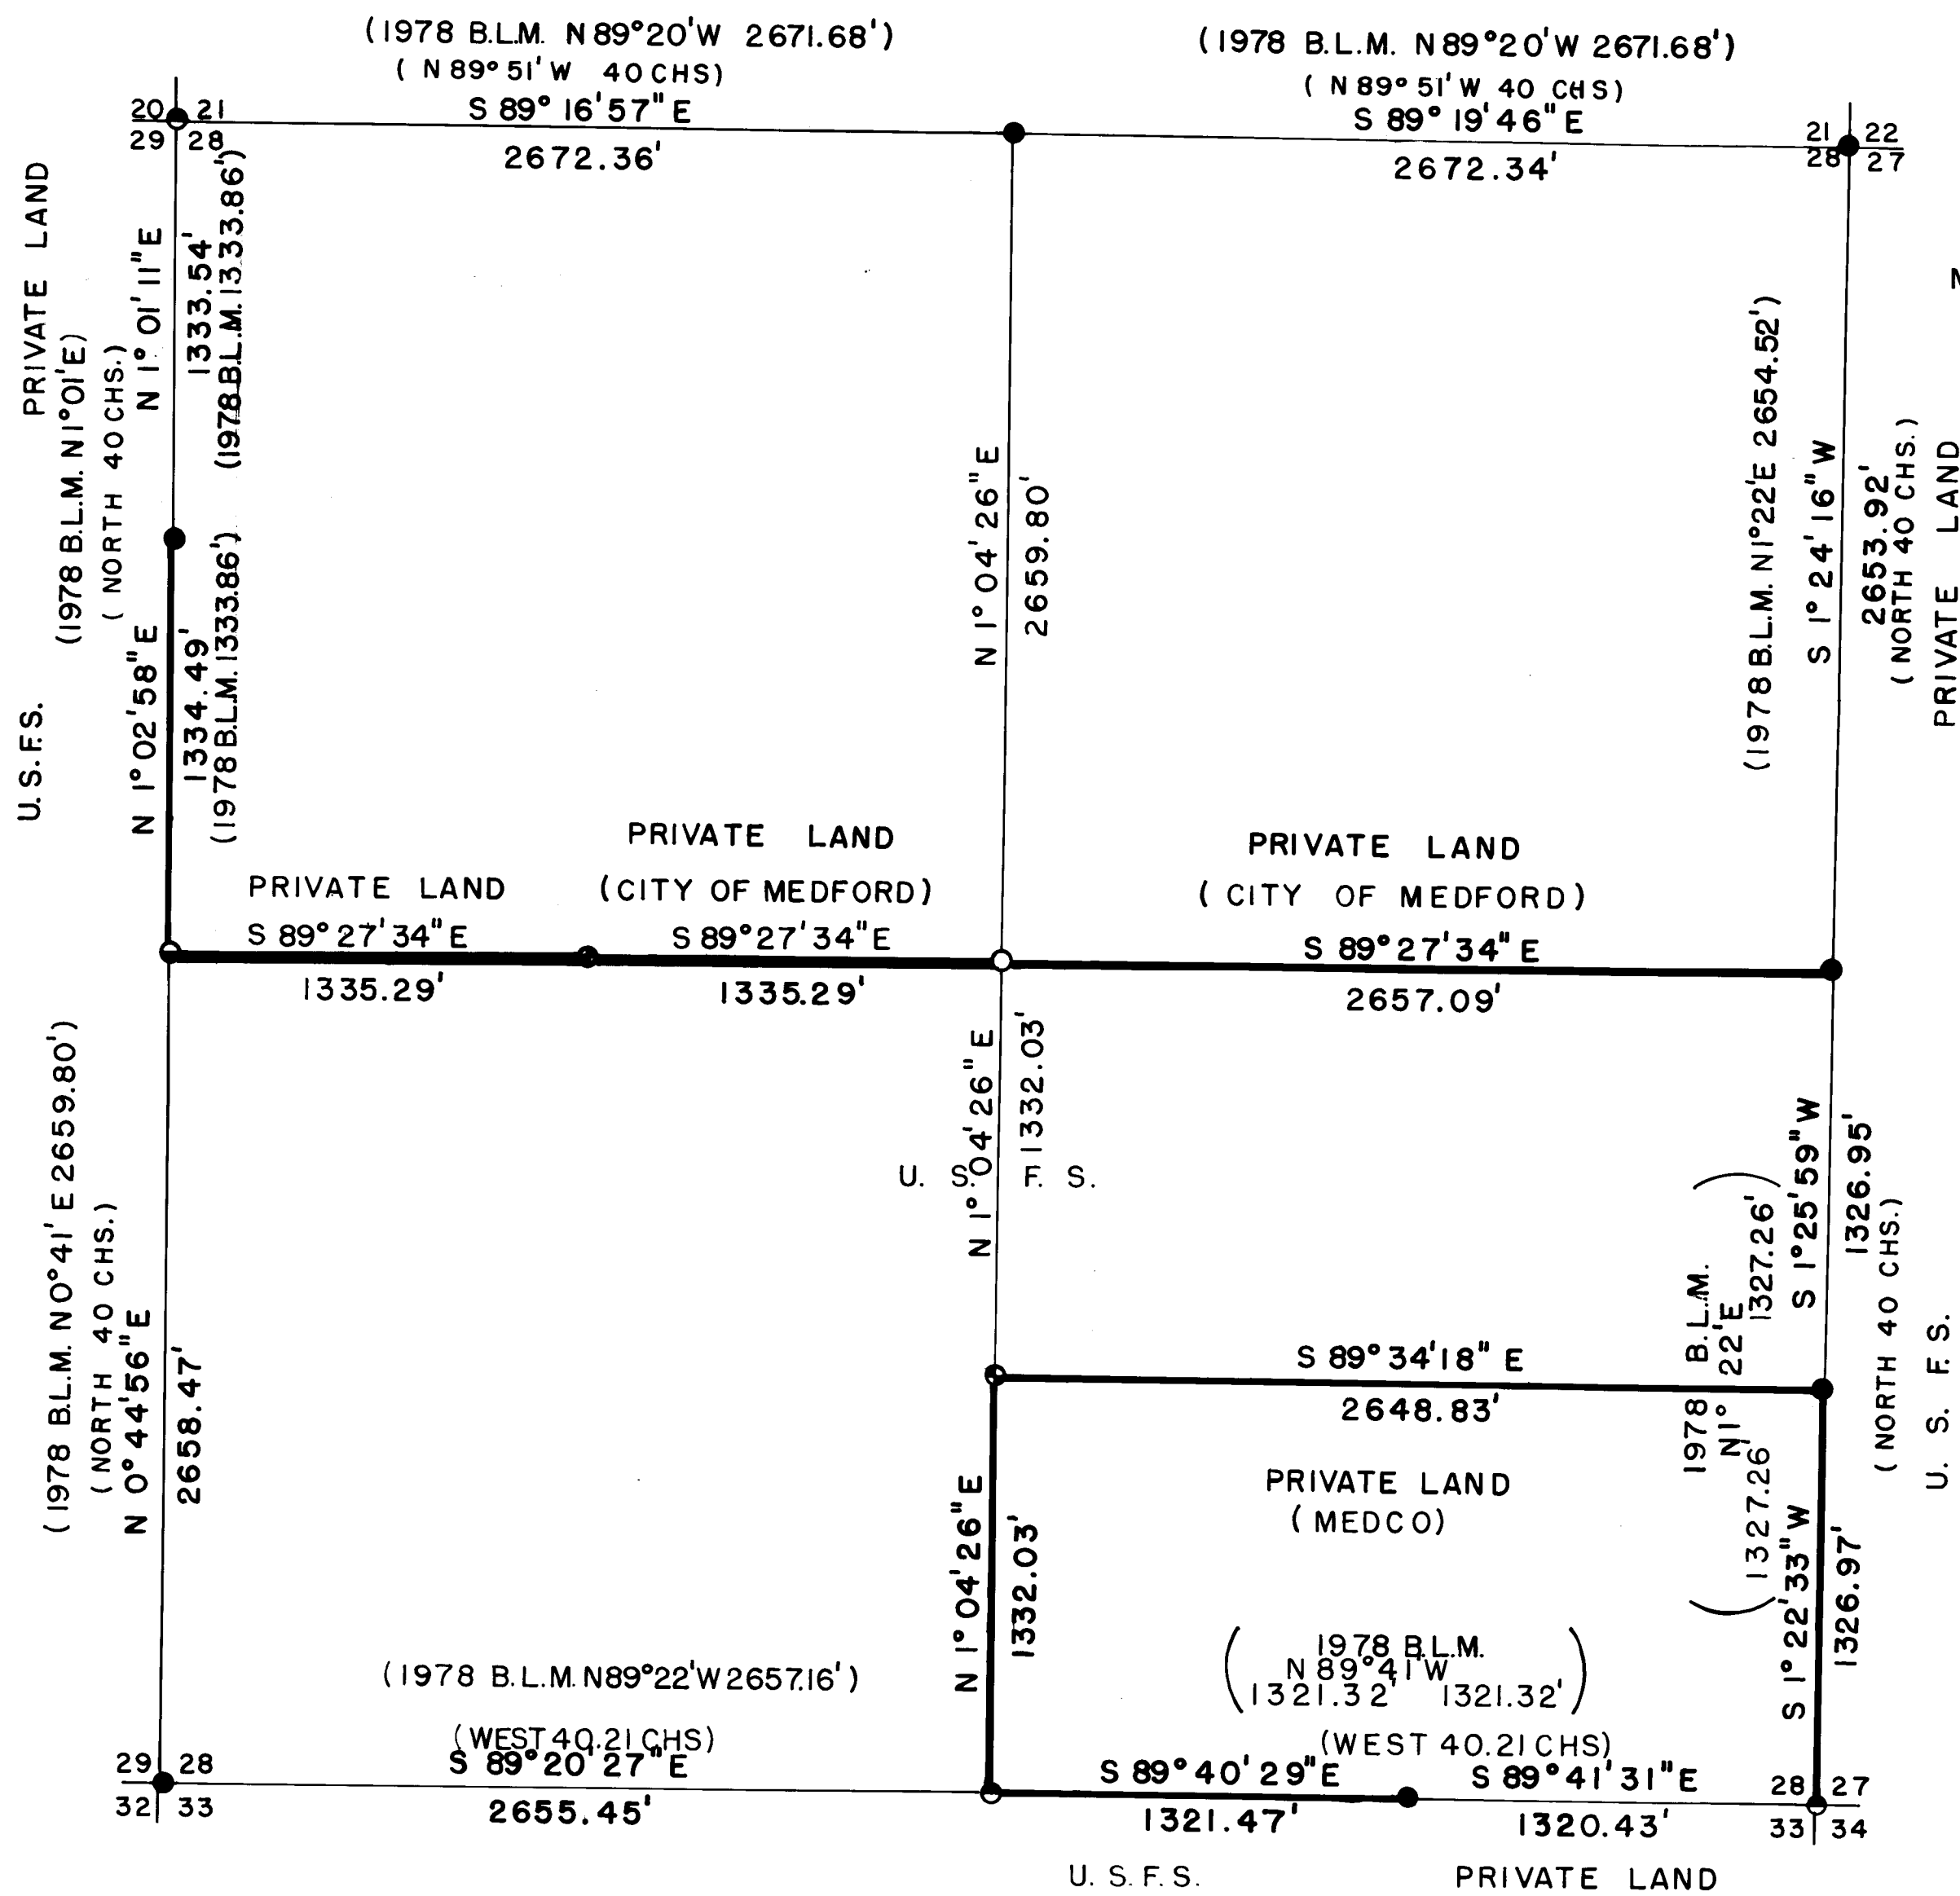 (1978 B.L.M. N89°20'W 2671.68')
(N89°51'W 40 CHS)
S 89°16'57"E
2672.36'
(1978 B.L.M. N89°20'W 2671.68')
(N89°51'W 40 CHS)
S 89°19'46"E
2672.34'
20 21
29 28
21 22
28 27
PRIVATE LAND
(1978 B.L.M. N1°01'E)
(NORTH 40 CHS.)
N 1°01'11"E
1333.54'
(1978 B.L.M. 1333.86')
U.S.F.S.
N 1°02'58"E
1334.49'
(1978 B.L.M. 1333.86')
N 1°04'26"E
2659.80'
(1978 B.L.M. N1°22'E 2654.52')
S 1°24'16"W
2653.92'
(NORTH 40 CHS.)
PRIVATE LAND
PRIVATE LAND
PRIVATE LAND
(CITY OF MEDFORD)
PRIVATE LAND
(CITY OF MEDFORD)
S 89°27'34"E
S 89°27'34"E
S 89°27'34"E
1335.29'
1335.29'
2657.09'
(1978 B.L.M. N0°41'E 2659.80')
(NORTH 40 CHS.)
N 0°44'56"E
2658.47'
N 1°04'26"E
1332.03'
U. S. F. S.
(1978 B.L.M.
N1° 22'E
1327.26' 1327.26')
S 1°25'59"W
1326.95'
(NORTH 40 CHS.)
U. S. F. S.
S 89°34'18"E
2648.83'
PRIVATE LAND
(MEDCO)
N 1°04'26"E
1332.03'
S 1°22'33"W
1326.97'
(1978 B.L.M.
N 89°41'W
1321.32' 1321.32')
(1978 B.L.M. N89°22'W 2657.16')
(WEST 40.21 CHS)
S 89°20'27"E
2655.45'
(WEST 40.21 CHS)
S 89°40'29"E
1321.47'
S 89°41'31"E
1320.43'
29 28
32 33
28 27
33 34
U.S.F.S.
PRIVATE LAND